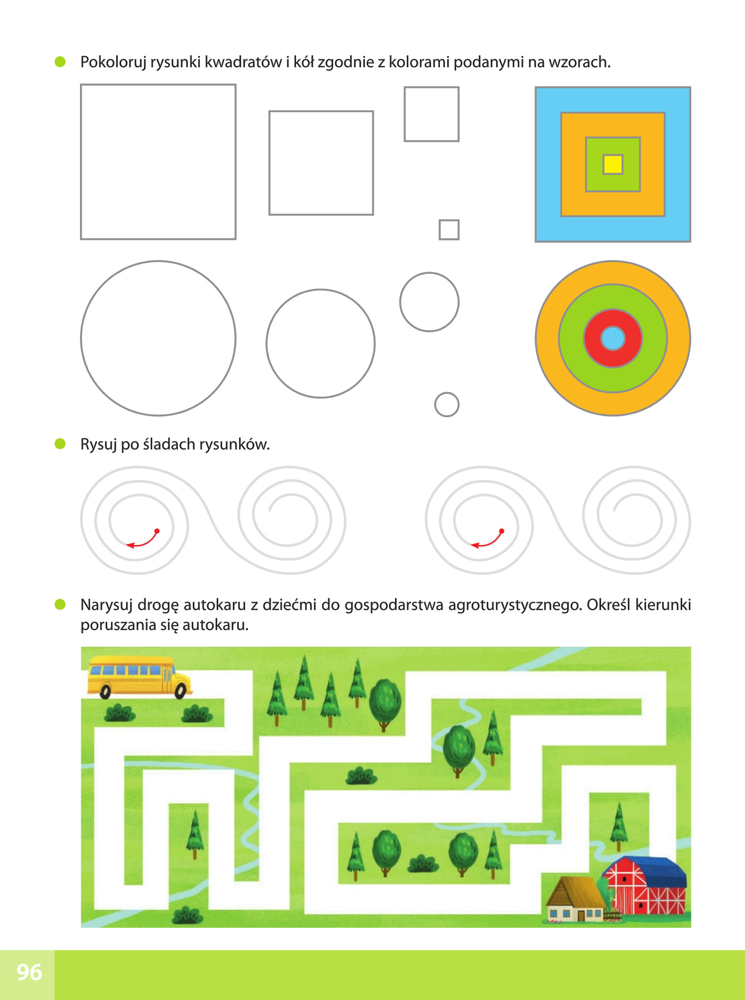 Pokoloruj rysunki kwadratów i kół zgodnie z kolorami podanymi na wzorach.
Rysuj po śladach rysunków.
Narysuj drogę autokaru z dziećmi do gospodarstwa agroturystycznego. Określ kierunki
poruszania się autokaru.
96